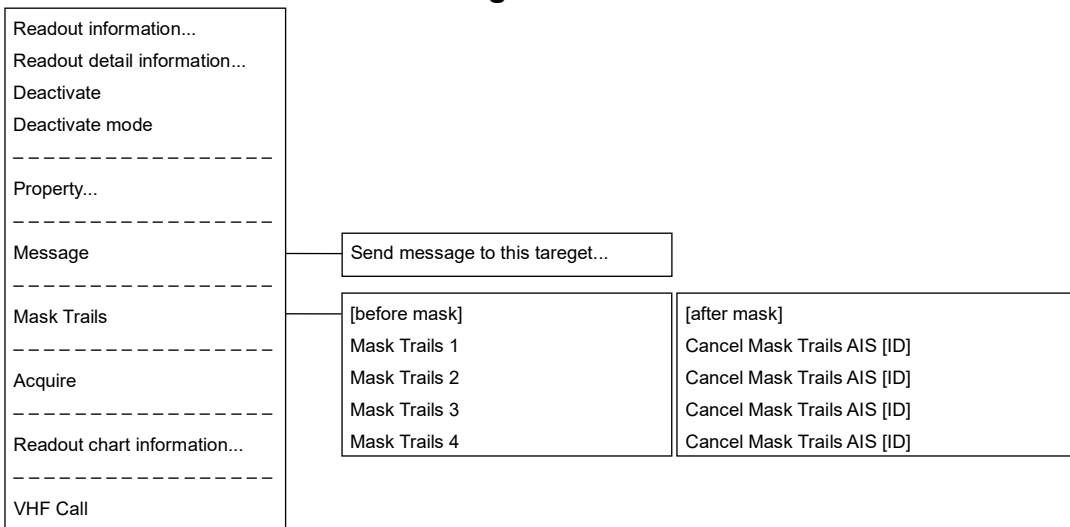 Readout information...
Readout detail information...
Deactivate
Deactivate mode
Property...
Message
Send message to this tareget...
Mask Trails
[before mask]
[after mask]
Mask Trails 1
Cancel Mask Trails AIS [ID]
Mask Trails 2
Cancel Mask Trails AIS [ID]
Mask Trails 3
Cancel Mask Trails AIS [ID]
Mask Trails 4
Cancel Mask Trails AIS [ID]
Acquire
Readout chart information...
VHF Call